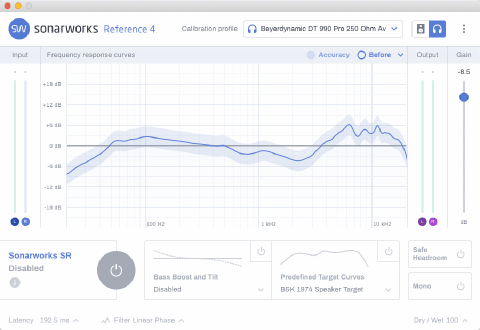 SW sonarworks Reference 4 Calibration profile Bayerdynamic DT 990 Pro 250 Ohm Av
Input Frequency response curves Accuracy Before Output Gain
-8.5
+18 dB
+12 dB
+6 dB
0 dB
-6 dB
-12 dB
-18 dB
100 Hz 1 kHz 10 kHz
L R L R dB
Sonarworks SR
Disabled
Bass Boost and Tilt
Disabled
Predefined Target Curves
B&K 1974 Speaker Target
Safe
Headroom
Mono
Latency 192.5 ms Filter Linear Phase Dry / Wet 100